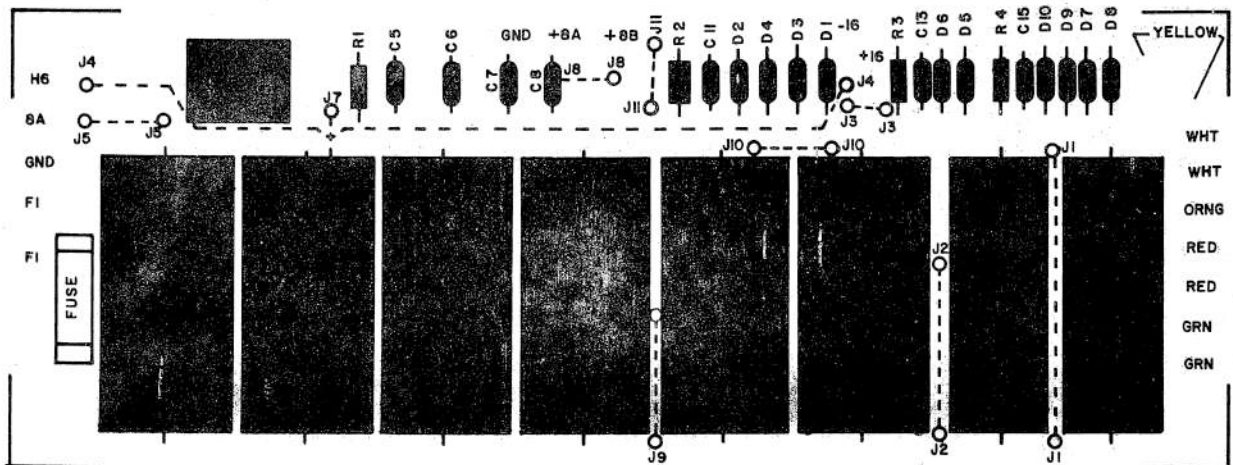 J4
H6
8A
J5
J5
GND
F1
F1
FUSE
J7
R1
C5
C6
GND
C7
+8A
C8
J8
+8B
J8
J11
J11
R2
C11
D2
D4
D3
D1
-16
+16
J4
J3
J3
R3
C13
D6
D5
R4
C15
D10
D9
D7
D8
YELLOW
J10
J10
J1
J2
J9
J2
J1
WHT
WHT
ORNG
RED
RED
GRN
GRN